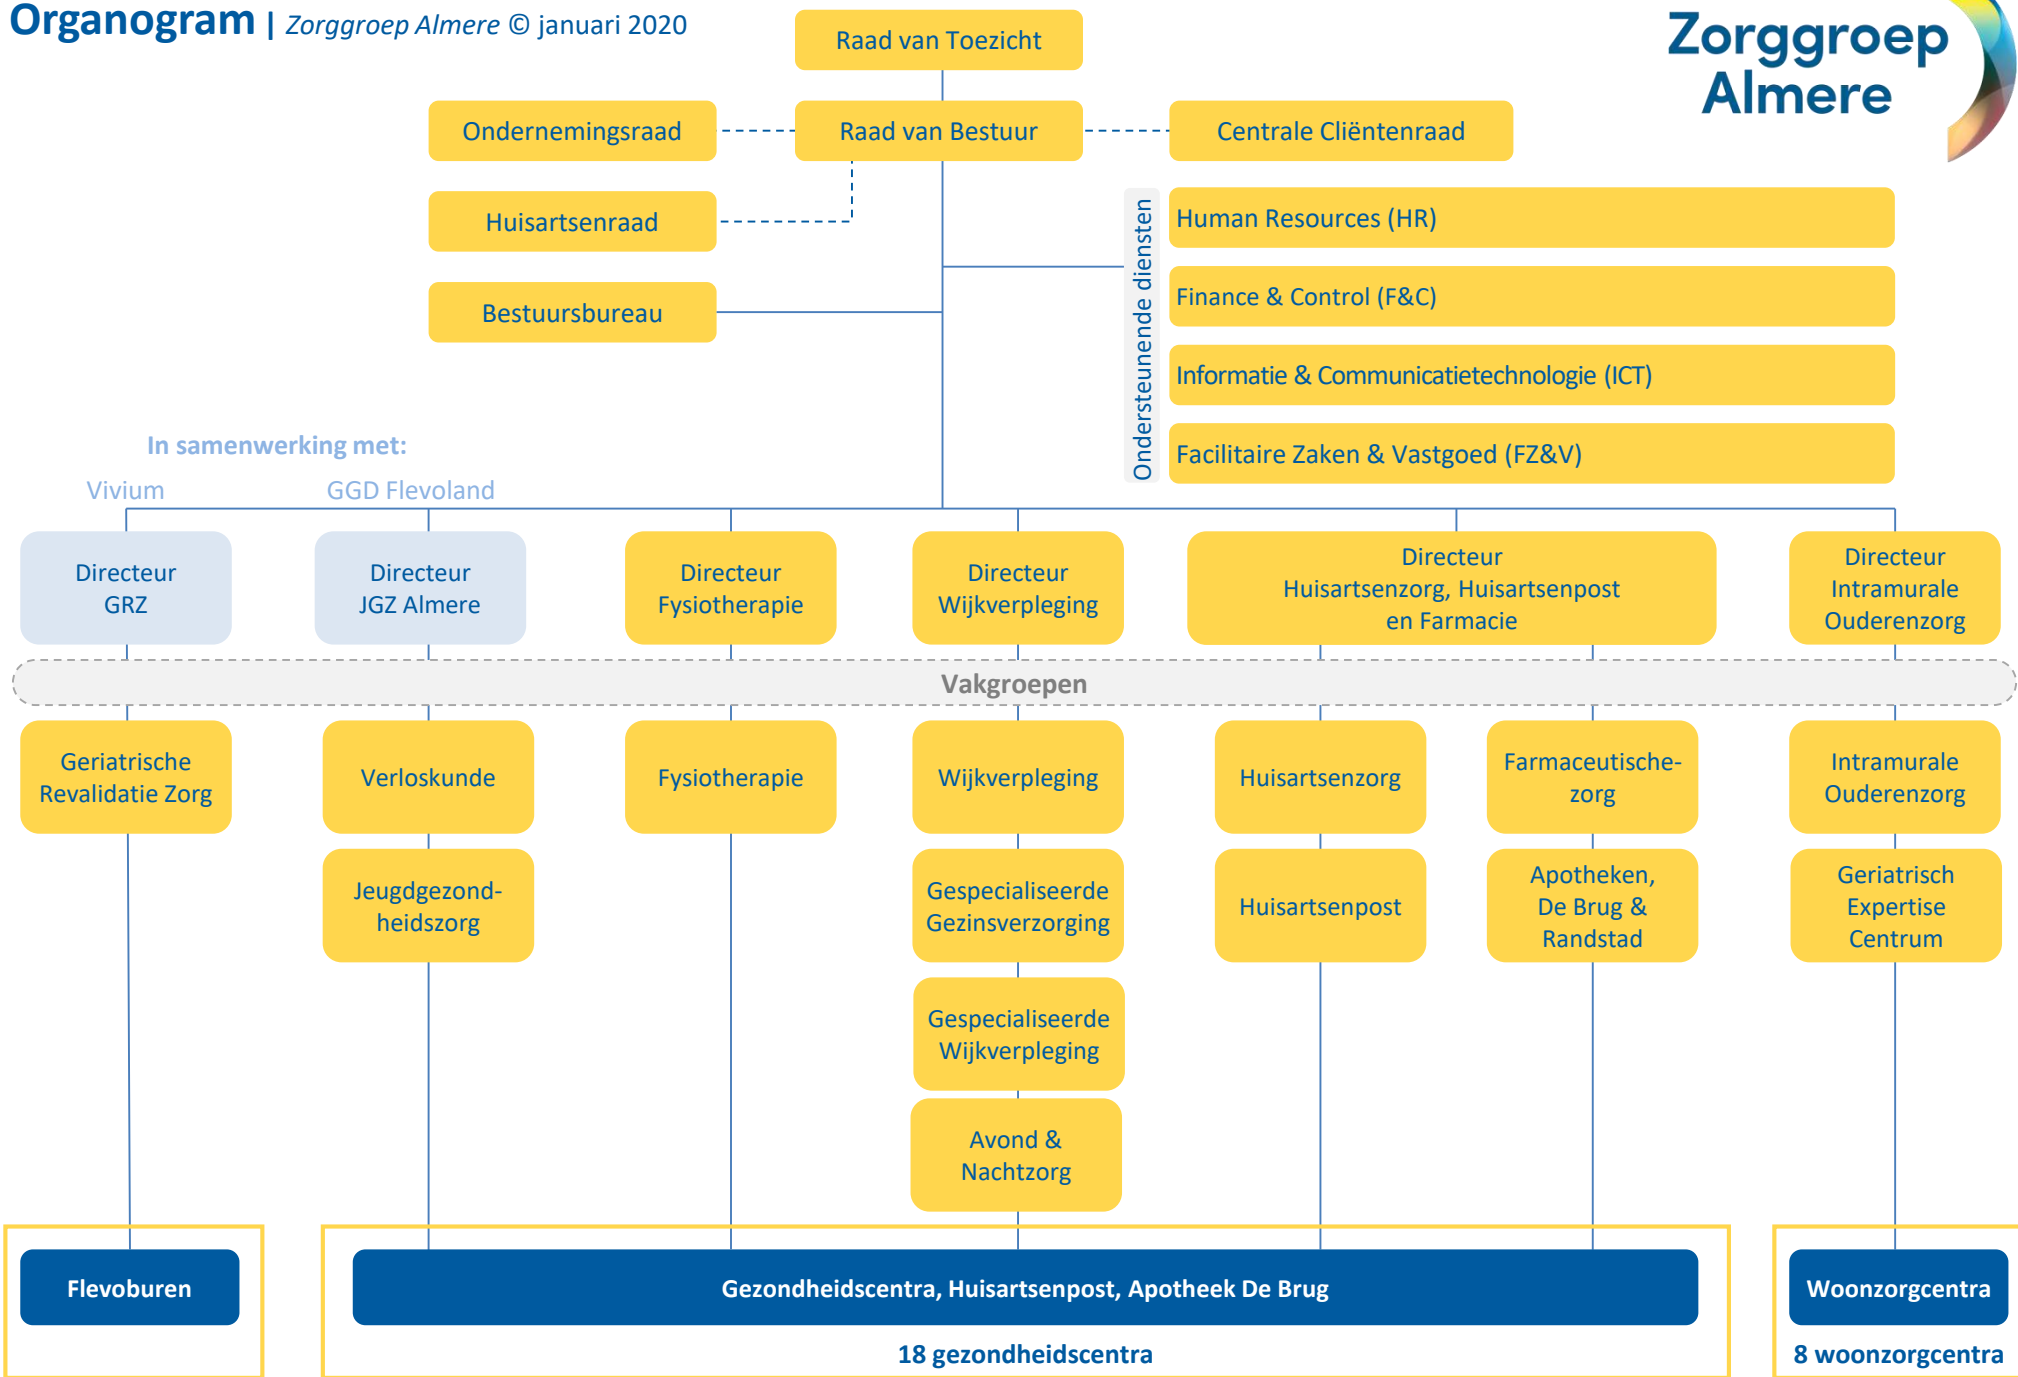 Organogram | Zorggroep Almere © januari 2020
Zorggroep
Almere
Raad van Toezicht
Ondernemingsraad
Raad van Bestuur
Centrale Cliëntenraad
Huisartsenraad
Bestuursbureau
Ondersteunende diensten
Human Resources (HR)
Finance & Control (F&C)
Informatie & Communicatietechnologie (ICT)
Facilitaire Zaken & Vastgoed (FZ&V)
In samenwerking met:
Vivium
GGD Flevoland
Directeur
GRZ
Directeur
JGZ Almere
Directeur
Fysiotherapie
Directeur
Wijkverpleging
Directeur
Huisartsenzorg, Huisartsenpost
en Farmacie
Directeur
Intramurale
Ouderenzorg
Vakgroepen
Geriatrische
Revalidatie Zorg
Verloskunde
Fysiotherapie
Wijkverpleging
Huisartsenzorg
Farmaceutische-
zorg
Intramurale
Ouderenzorg
Jeugdgezond-
heidszorg
Gespecialiseerde
Gezinsverzorging
Huisartsenpost
Apotheken,
De Brug &
Randstad
Geriatrisch
Expertise
Centrum
Gespecialiseerde
Wijkverpleging
Avond &
Nachtzorg
Flevoburen
Gezondheidscentra, Huisartsenpost, Apotheek De Brug
Woonzorgcentra
18 gezondheidscentra
8 woonzorgcentra